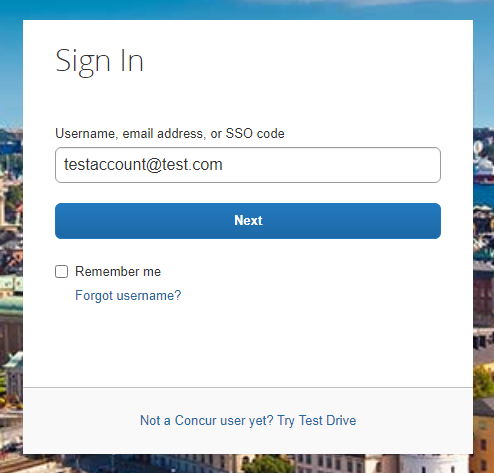 Sign In
Username, email address, or SSO code
testaccount@test.com
Next
Remember me
Forgot username?
Not a Concur user yet? Try Test Drive